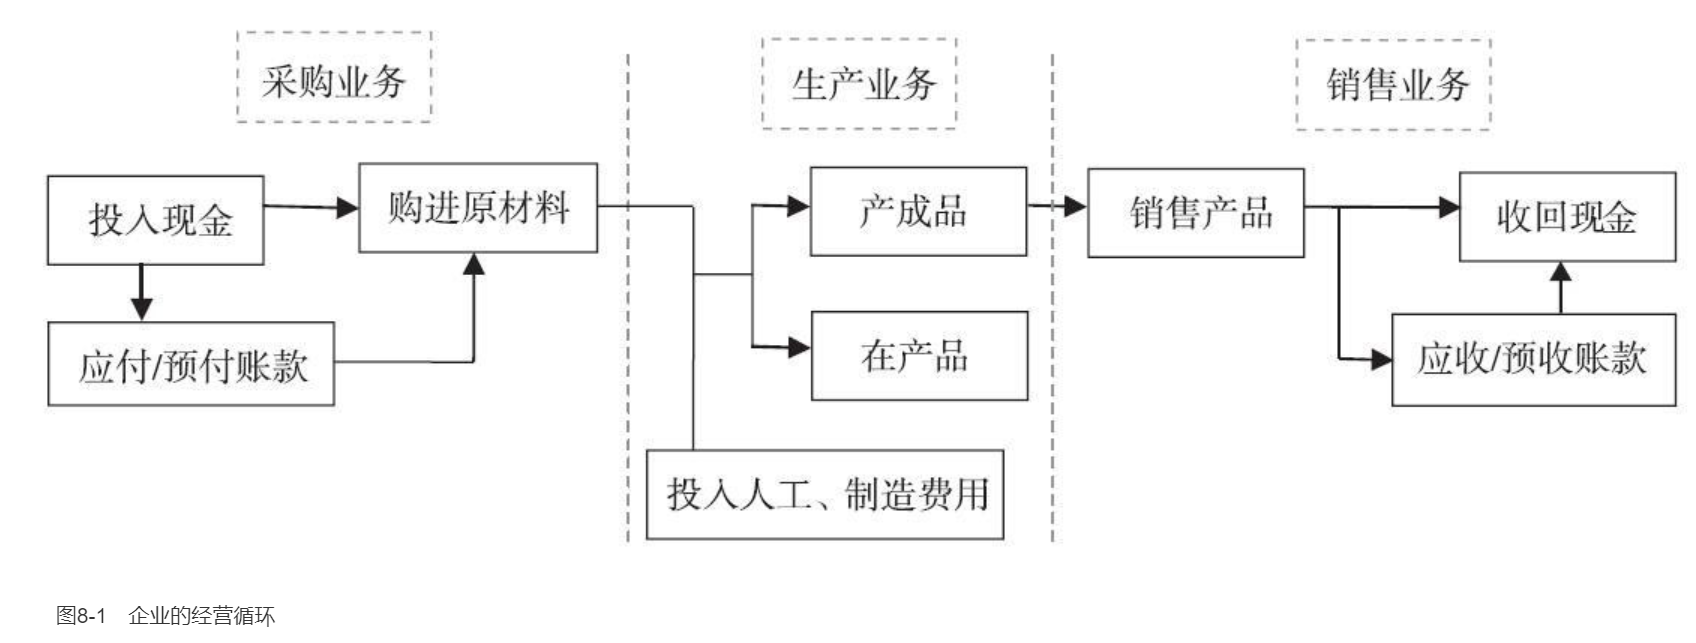 采购业务
生产业务
销售业务
投入现金
购进原材料
产成品
销售产品
收回现金
应付/预付账款
在产品
应收/预收账款
投入人工、制造费用
图8-1 企业的经营循环